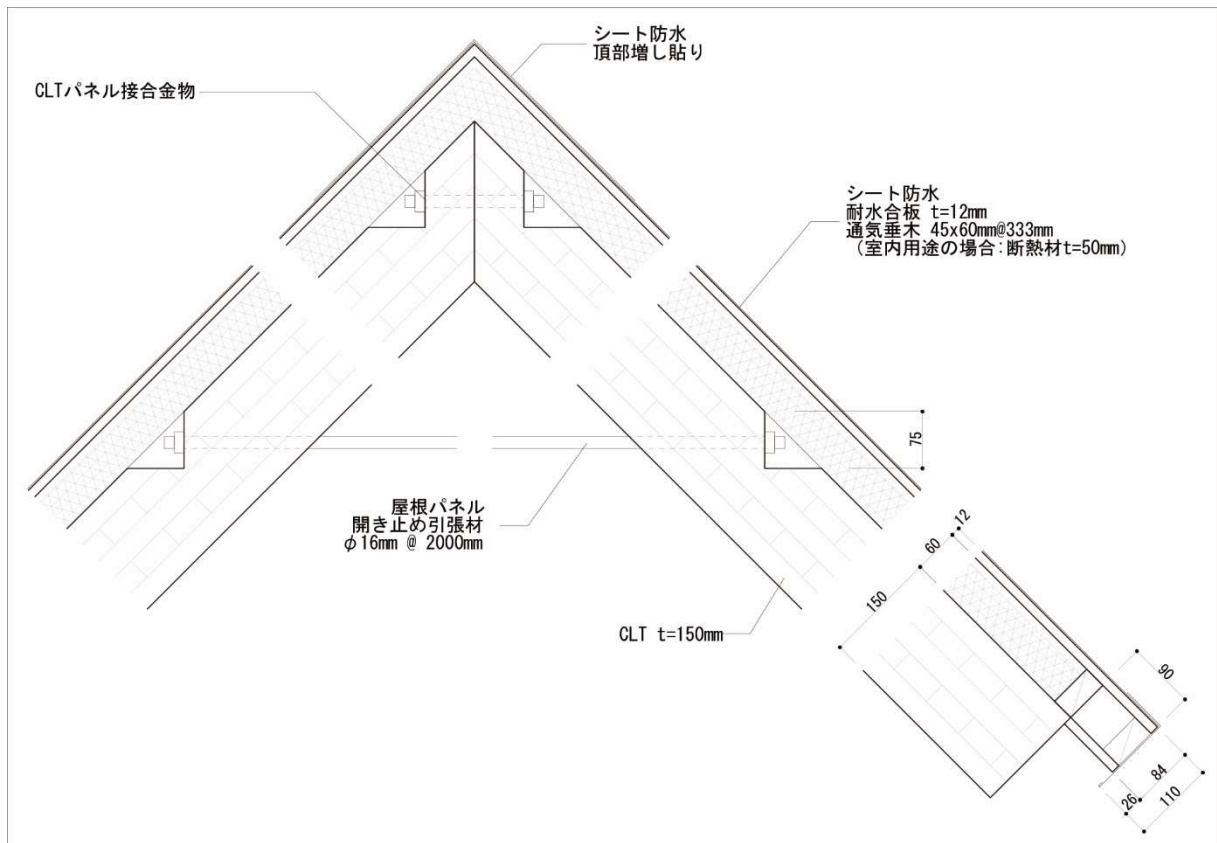 シート防水
頂部増し貼り
CLTパネル接合金物
シート防水
耐水合板 t=12mm
通気垂木 45x60mm@333mm
(室内用途の場合:断熱材t=50mm)
75
屋根パネル
開き止め引張材
φ16mm @ 2000mm
12
60
150
CLT t=150mm
90
84
26
110